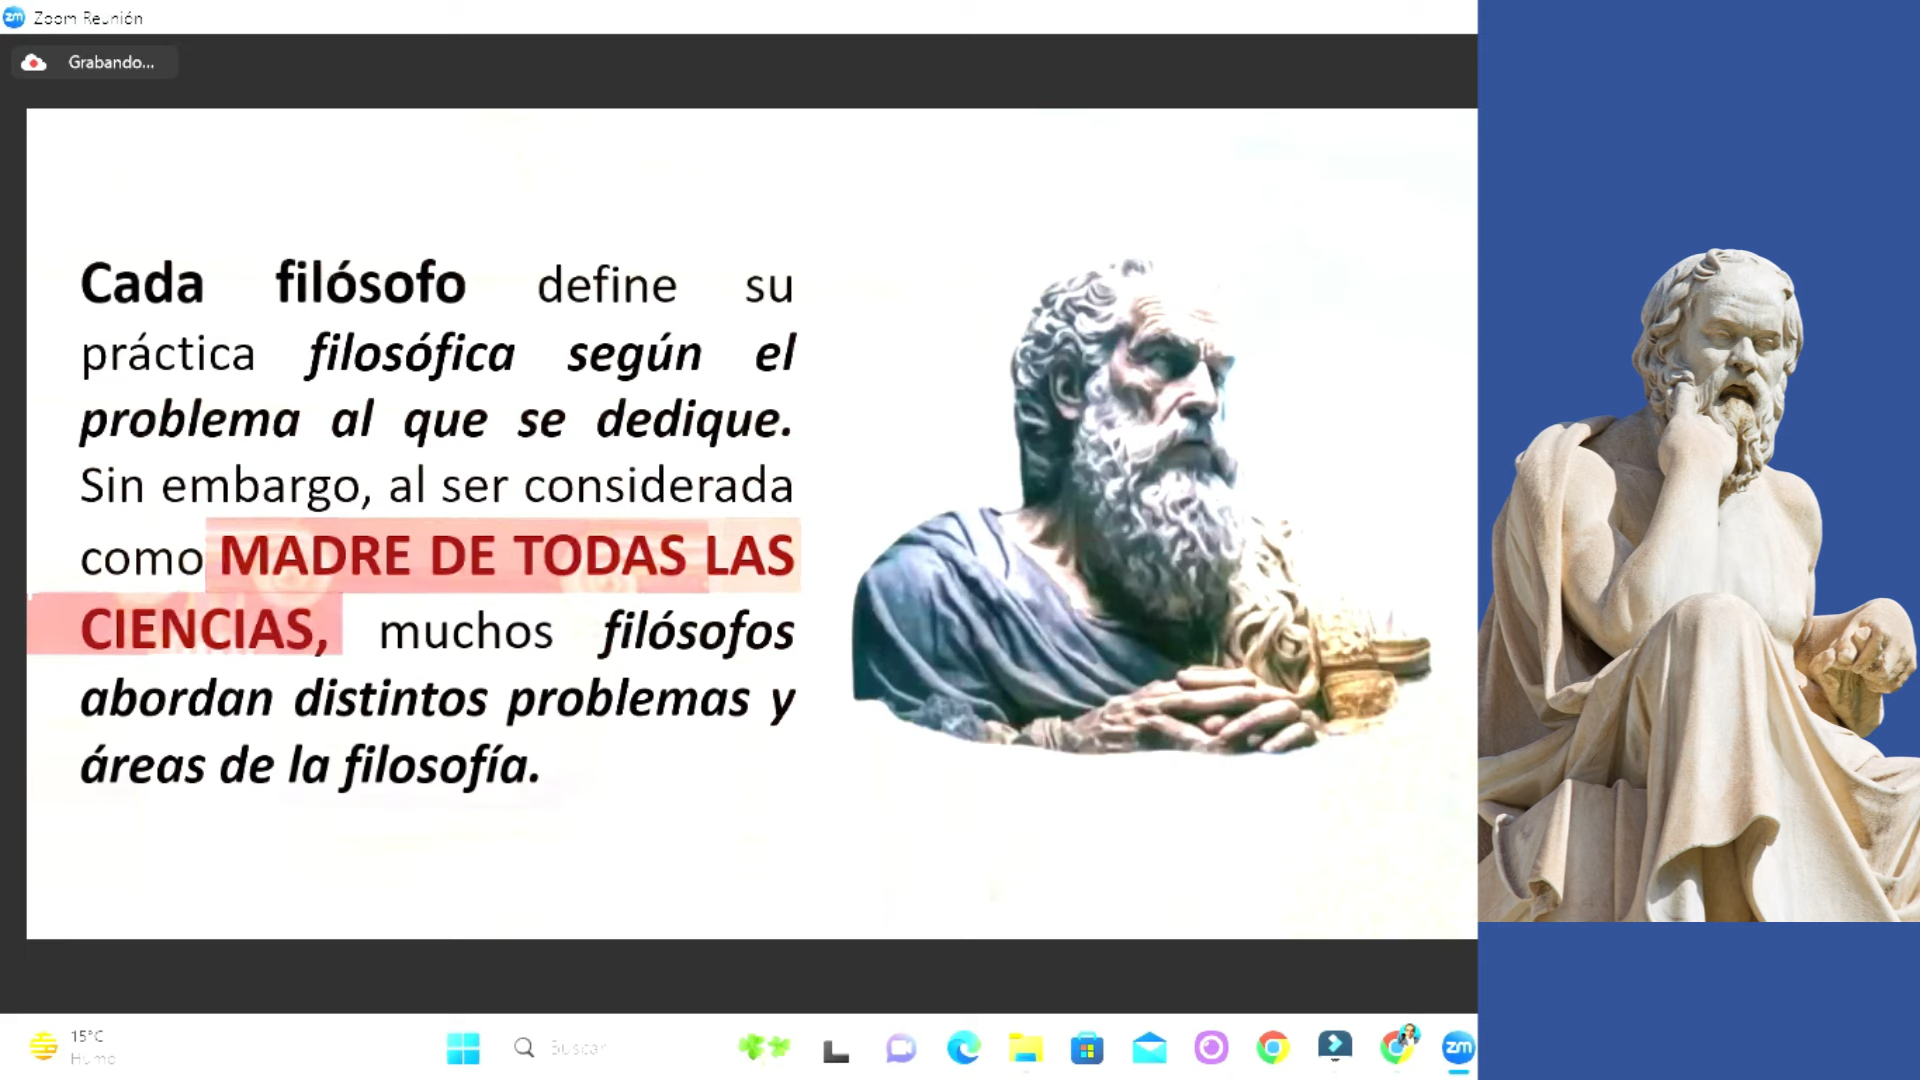 zm Zoom Reunión
Grabando...
Cada filósofo define su
práctica filosófica según el
problema al que se dedique.
Sin embargo, al ser considerada
como MADRE DE TODAS LAS
CIENCIAS, muchos filósofos
abordan distintos problemas y
áreas de la filosofía.
15°C
Humo
Buscar
zm